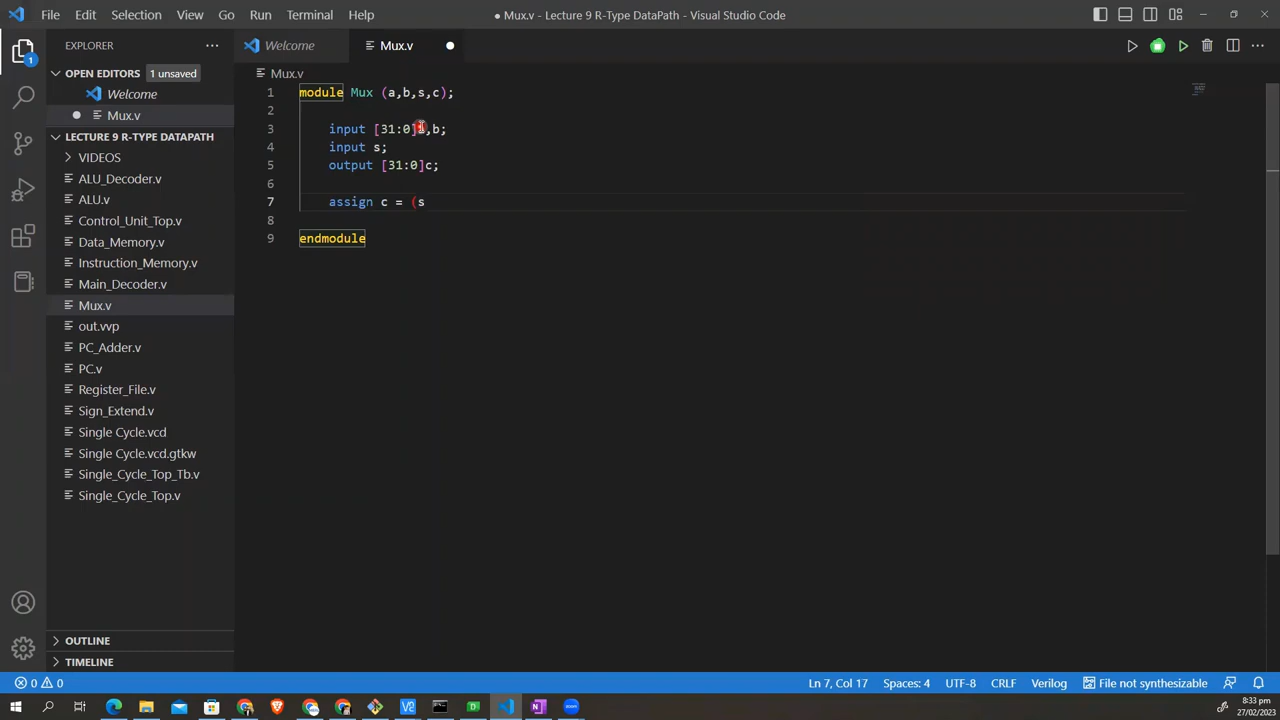 File Edit Selection View Go Run Terminal Help
● Mux.v - Lecture 9 R-Type DataPath - Visual Studio Code
EXPLORER
OPEN EDITORS 1 unsaved
Welcome
Mux.v
LECTURE 9 R-TYPE DATAPATH
VIDEOS
ALU_Decoder.v
ALU.v
Control_Unit_Top.v
Data_Memory.v
Instruction_Memory.v
Main_Decoder.v
Mux.v
out.vvp
PC_Adder.v
PC.v
Register_File.v
Sign_Extend.v
Single Cycle.vcd
Single Cycle.vcd.gtkw
Single_Cycle_Top_Tb.v
Single_Cycle_Top.v
OUTLINE
TIMELINE
Welcome
Mux.v
Mux.v
1 module Mux (a,b,s,c);
2
3 input [31:0] ,b;
4 input s;
5 output [31:0]c;
6
7 assign c = (s
8
9 endmodule
1
0 0
Ln 7, Col 17 Spaces: 4 UTF-8 CRLF Verilog File not synthesizable
8:33 pm
27/02/2023